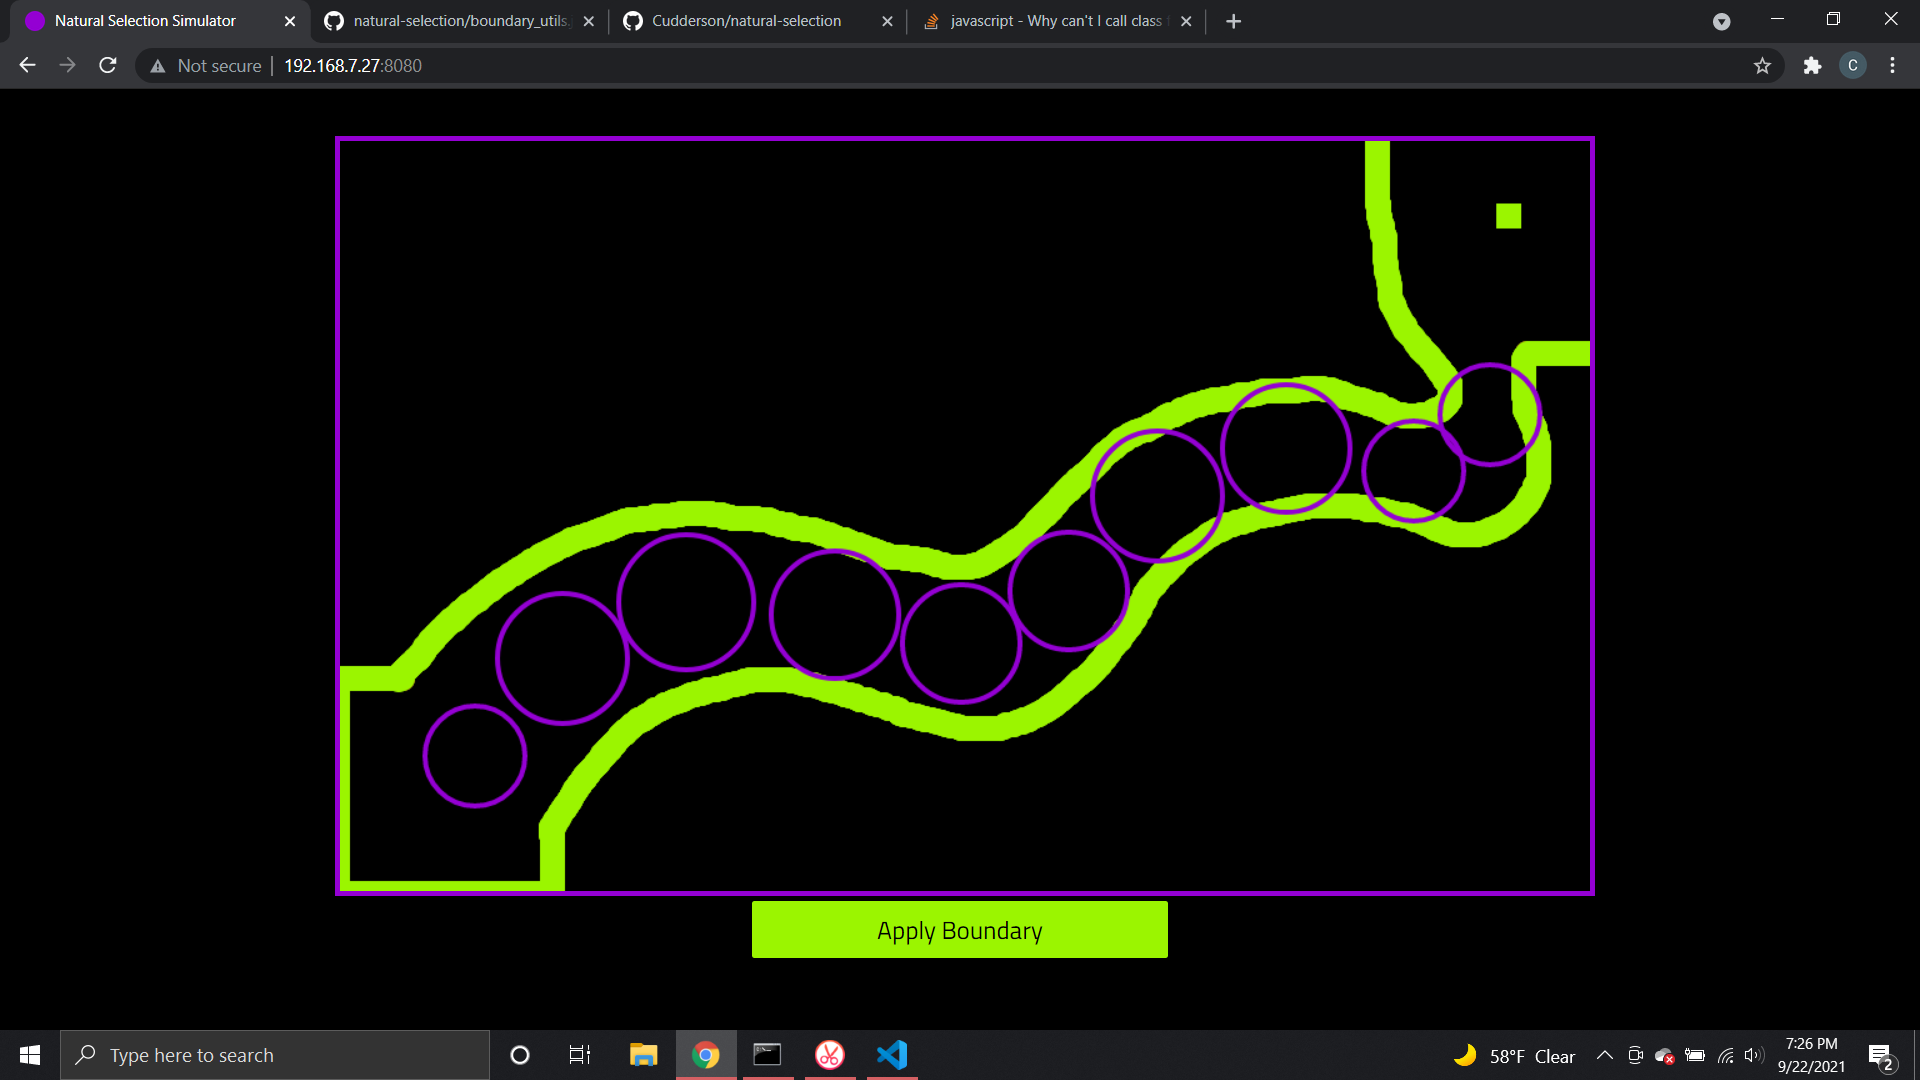 Natural Selection Simulator
natural-selection/boundary_utils.
Cudderson/natural-selection
javascript - Why can't I call class
Not secure
192.168.7.27:8080
C
Apply Boundary
Type here to search
58°F Clear
7:26 PM
9/22/2021
2